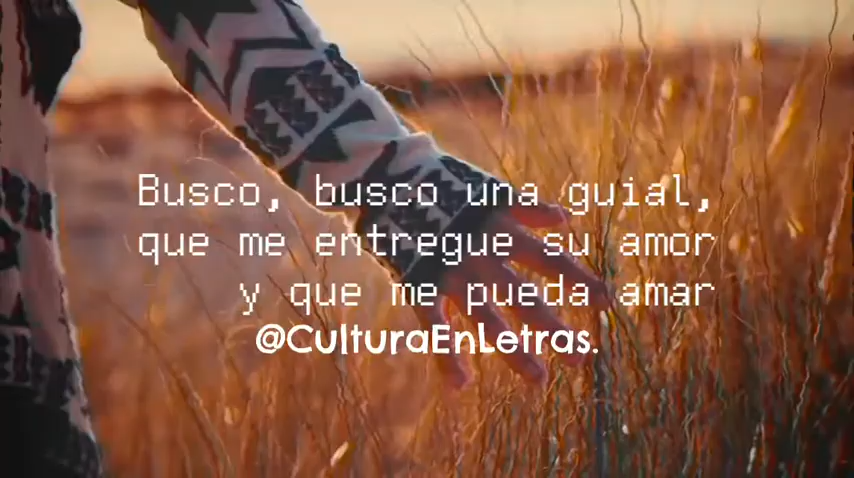 Busco, busco una guial,
que me entregue su amor
y que me pueda amar
@CulturaEnLetras.